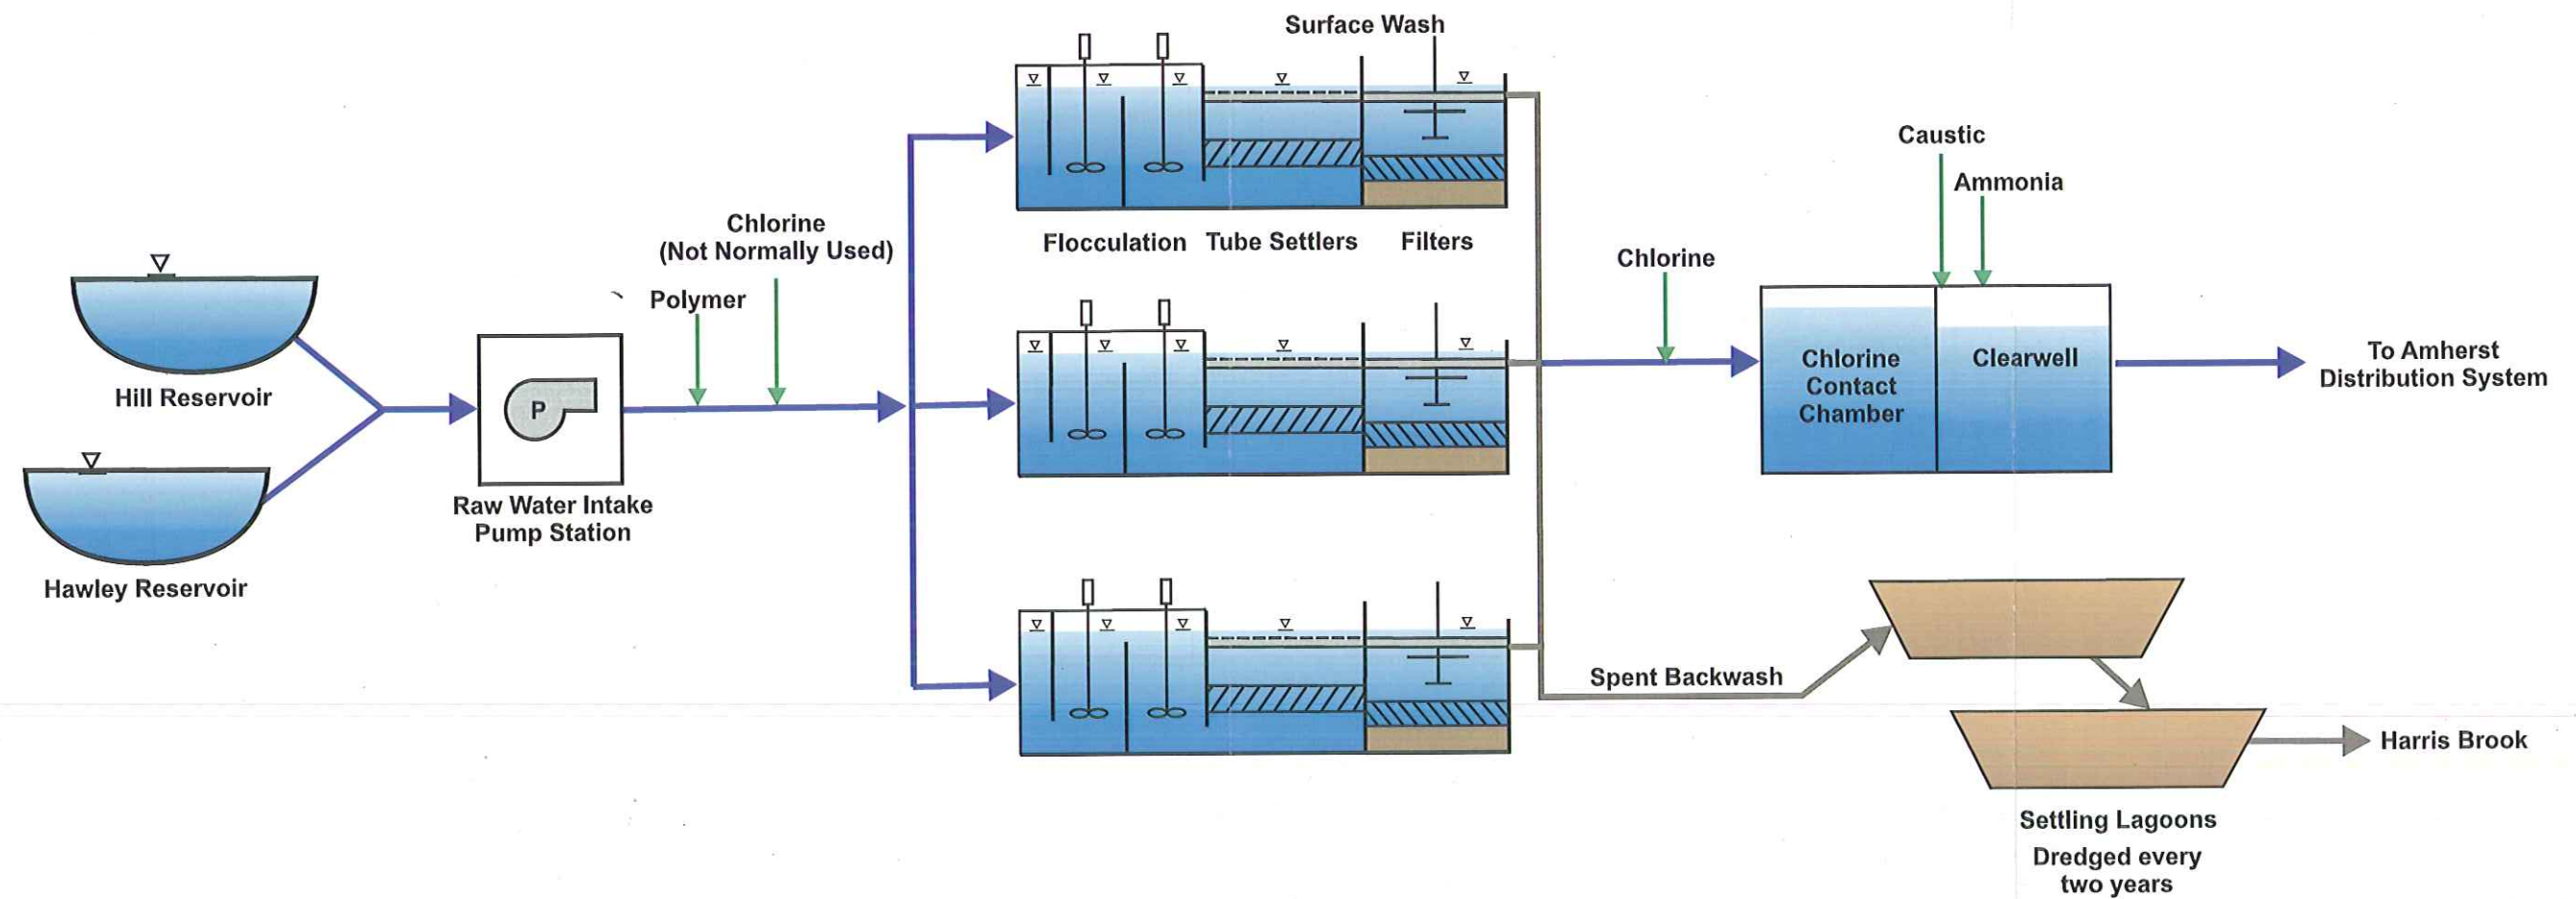 Surface Wash
Caustic
Ammonia
Chlorine
(Not Normally Used)
Polymer
Flocculation
Tube Settlers
Filters
Chlorine
Hill Reservoir
P
Raw Water Intake
Pump Station
Hawley Reservoir
Chlorine
Contact
Chamber
Clearwell
To Amherst
Distribution System
Spent Backwash
Harris Brook
Settling Lagoons
Dredged every
two years